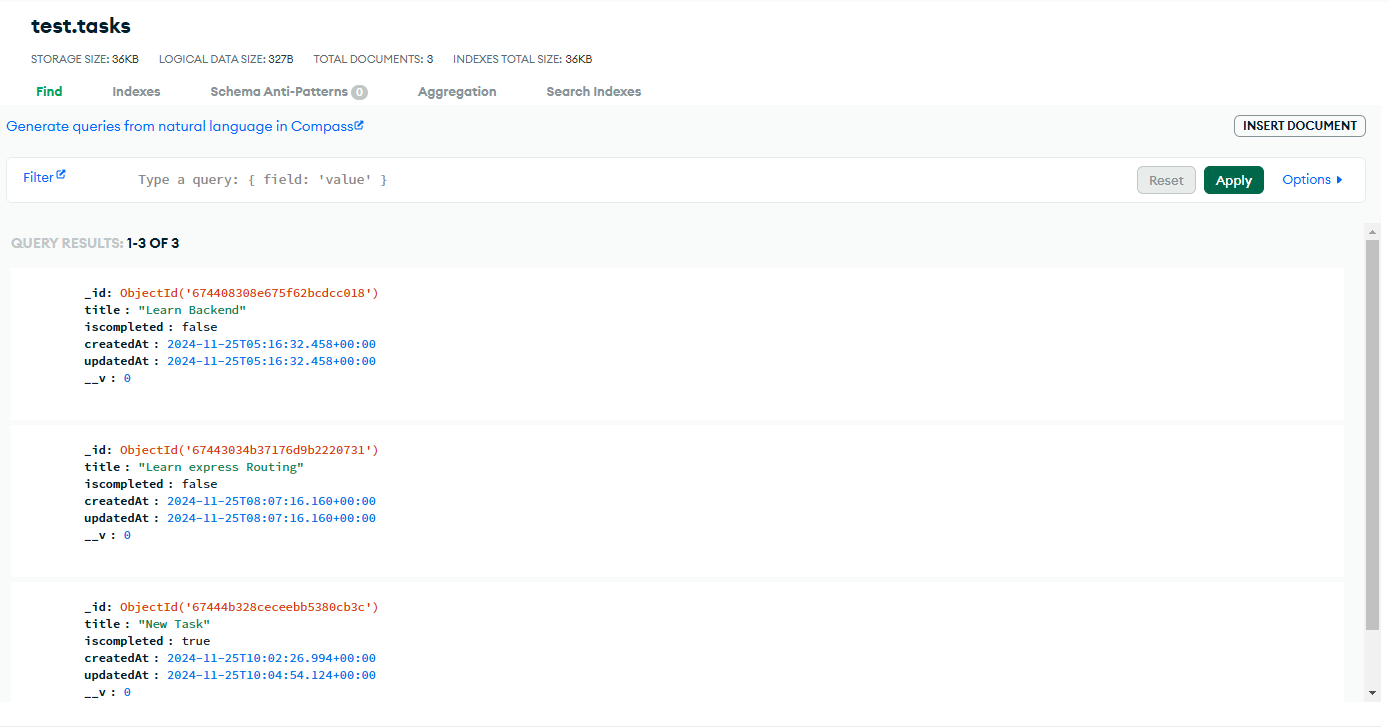 test.tasks
STORAGE SIZE: 36KB LOGICAL DATA SIZE: 327B TOTAL DOCUMENTS: 3 INDEXES TOTAL SIZE: 36KB
Find Indexes Schema Anti-Patterns 0 Aggregation Search Indexes
Generate queries from natural language in Compass
INSERT DOCUMENT
Filter Type a query: { field: 'value' } Reset Apply Options
QUERY RESULTS: 1-3 OF 3
_id: ObjectId('674408308e675f62bcdcc018')
title : "Learn Backend"
iscompleted : false
createdAt : 2024-11-25T05:16:32.458+00:00
updatedAt : 2024-11-25T05:16:32.458+00:00
__v : 0
_id: ObjectId('67443034b37176d9b2220731')
title : "Learn express Routing"
iscompleted : false
createdAt : 2024-11-25T08:07:16.160+00:00
updatedAt : 2024-11-25T08:07:16.160+00:00
__v : 0
_id: ObjectId('67444b328ceceebb5380cb3c')
title : "New Task"
iscompleted : true
createdAt : 2024-11-25T10:02:26.994+00:00
updatedAt : 2024-11-25T10:04:54.124+00:00
__v : 0